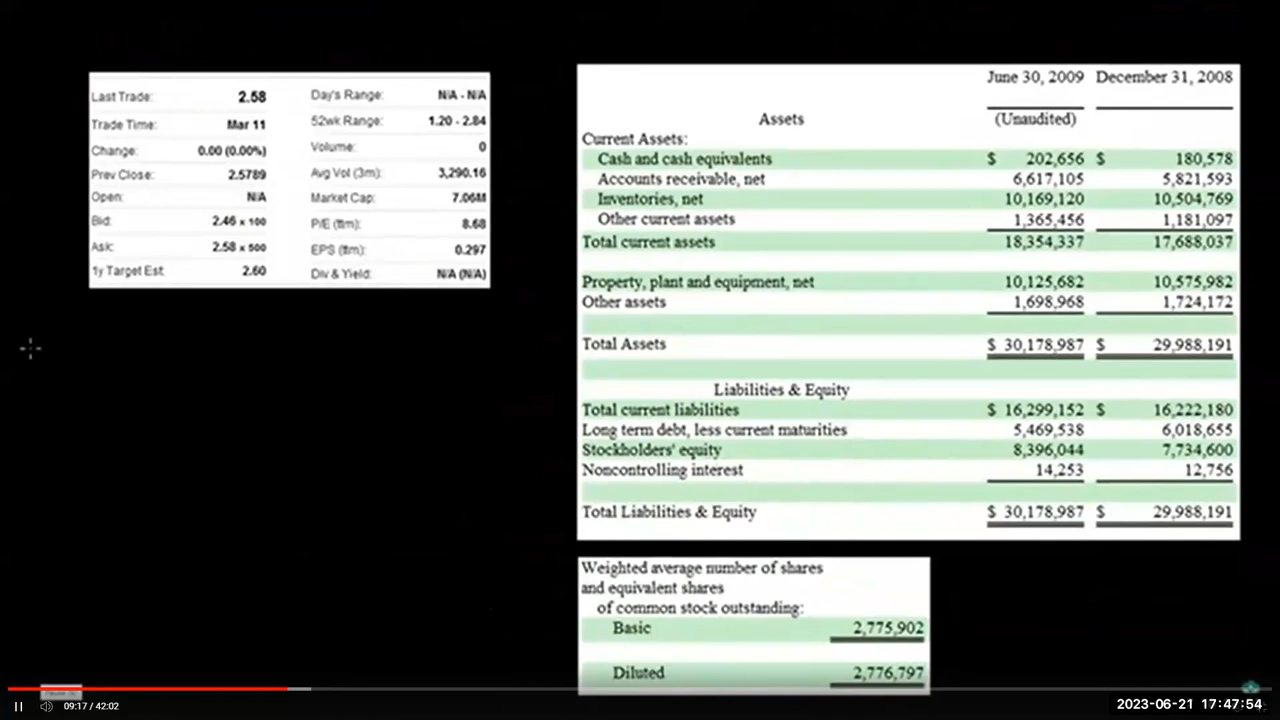 Last Trade: 2.58
Trade Time: Mar 11
Change: 0.00 (0.00%)
Prev Close: 2.5789
Open: N/A
Bid: 2.46 x 100
Ask: 2.58 x 500
1y Target Est: 2.60
Day's Range: N/A - N/A
52wk Range: 1.20 - 2.84
Volume: 0
Avg Vol (3m): 3,290.16
Market Cap: 7.06M
P/E (ttm): 8.68
EPS (ttm): 0.297
Div & Yield: N/A (N/A)
June 30, 2009 December 31, 2008
Assets (Unaudited)
Current Assets:
Cash and cash equivalents $ 202,656 $ 180,578
Accounts receivable, net 6,617,105 5,821,593
Inventories, net 10,169,120 10,504,769
Other current assets 1,365,456 1,181,097
Total current assets 18,354,337 17,688,037
Property, plant and equipment, net 10,125,682 10,575,982
Other assets 1,698,968 1,724,172
Total Assets $ 30,178,987 $ 29,988,191
Liabilities & Equity
Total current liabilities $ 16,299,152 $ 16,222,180
Long term debt, less current maturities 5,469,538 6,018,655
Stockholders' equity 8,396,044 7,734,600
Noncontrolling interest 14,253 12,756
Total Liabilities & Equity $ 30,178,987 $ 29,988,191
Weighted average number of shares
and equivalent shares
of common stock outstanding:
Basic 2,775,902
Diluted 2,776,797
09:17 / 42:02
2023-06-21 17:47:54